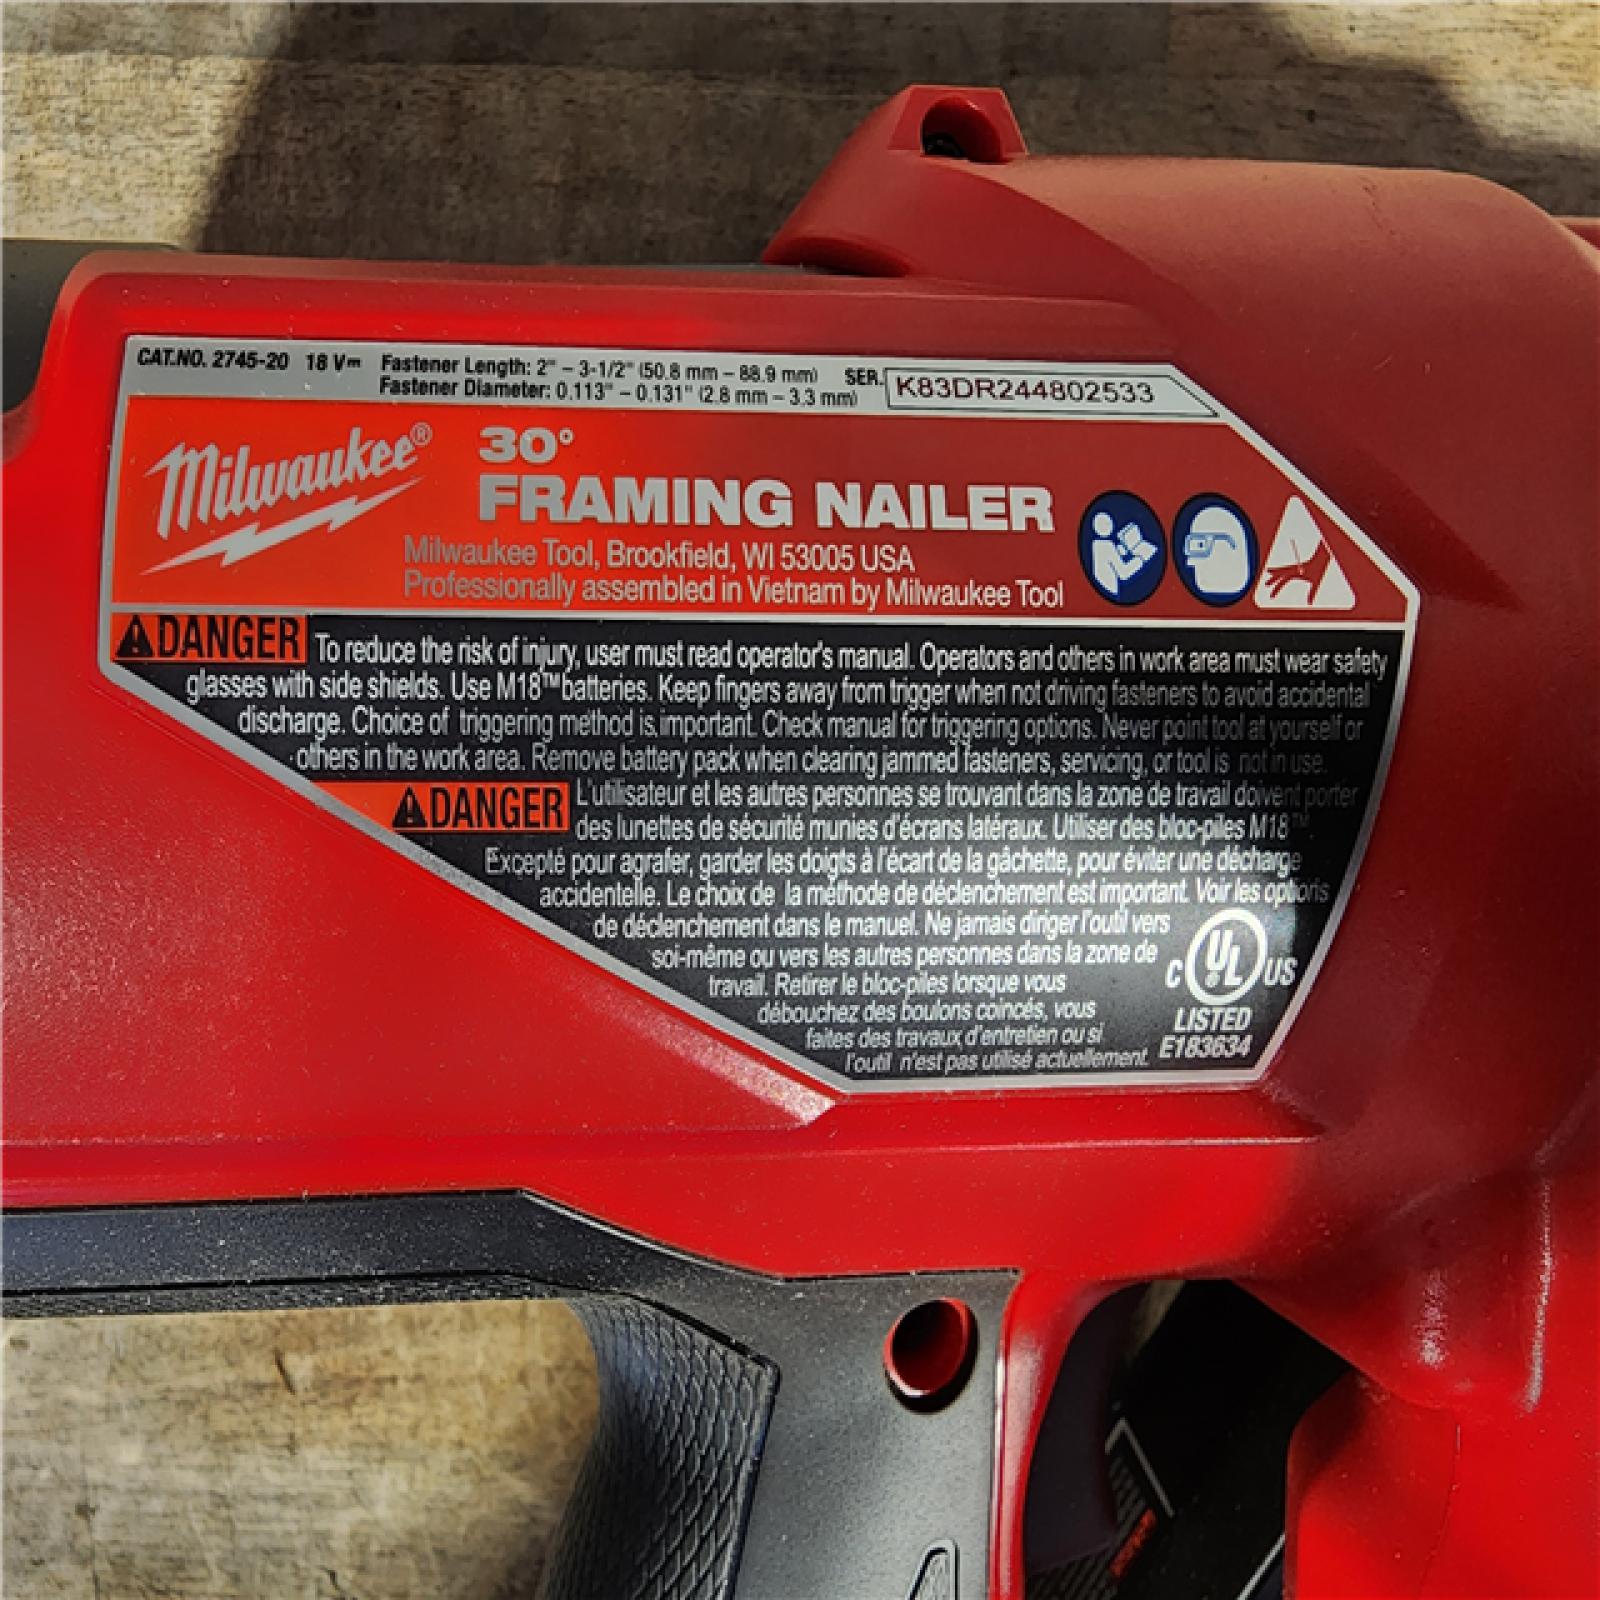 CAT.NO. 2745-20 18 V⎓ Fastener Length: 2" – 3-1/2" (50.8 mm – 88.9 mm) SER. K83DR244802533
Fastener Diameter: 0.113" – 0.131" (2.8 mm – 3.3 mm)
Milwaukee®
30°
FRAMING NAILER
Milwaukee Tool, Brookfield, WI 53005 USA
Professionally assembled in Vietnam by Milwaukee Tool
DANGER To reduce the risk of injury, user must read operator's manual. Operators and others in work area must wear safety
glasses with side shields. Use M18™ batteries. Keep fingers away from trigger when not driving fasteners to avoid accidental
discharge. Choice of triggering method is important. Check manual for triggering options. Never point tool at yourself or
others in the work area. Remove battery pack when clearing jammed fasteners, servicing, or tool is not in use.
DANGER L'utilisateur et les autres personnes se trouvant dans la zone de travail doivent porter
des lunettes de sécurité munies d'écrans latéraux. Utiliser des bloc-piles M18™.
Excepté pour agrafer, garder les doigts à l'écart de la gâchette, pour éviter une décharge
accidentelle. Le choix de la méthode de déclenchement est important. Voir les options
de déclenchement dans le manuel. Ne jamais diriger l'outil vers
soi-même ou vers les autres personnes dans la zone de
travail. Retirer le bloc-piles lorsque vous
débouchez des boulons coincés, vous
faites des travaux d'entretien ou si
l'outil n'est pas utilisé actuellement.
C UL US
LISTED
E183634